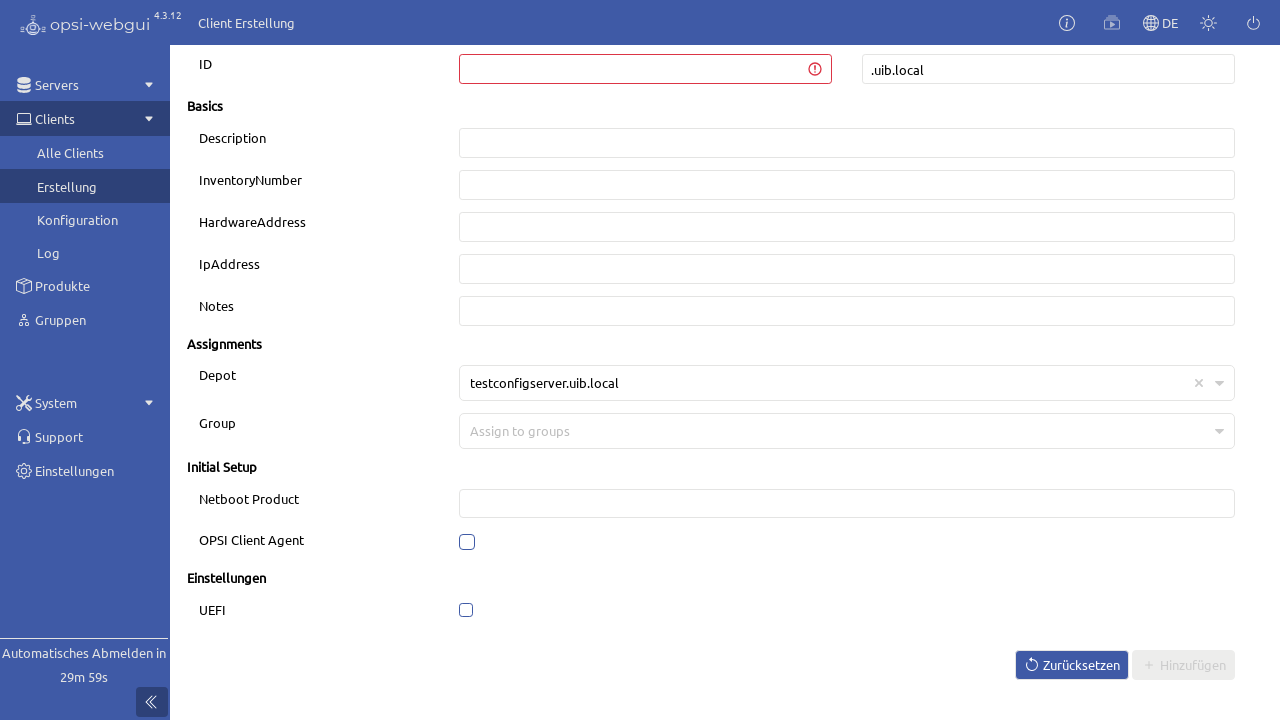 opsi-webgui 4.3.12 Client Erstellung DE
Servers
Clients
Alle Clients
Erstellung
Konfiguration
Log
Produkte
Gruppen
System
Support
Einstellungen
Automatisches Abmelden in
29m 59s
ID .uib.local
Basics
Description
InventoryNumber
HardwareAddress
IpAddress
Notes
Assignments
Depot testconfigserver.uib.local
Group Assign to groups
Initial Setup
Netboot Product
OPSI Client Agent
Einstellungen
UEFI
Zurücksetzen + Hinzufügen